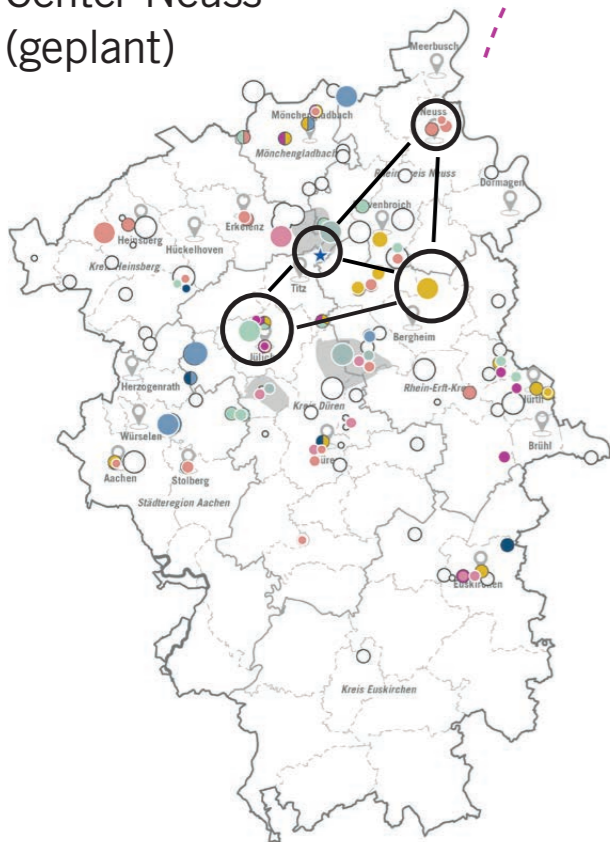 Center Neuss
(geplant)
Meerbusch
Mönchengladbach
Mönchengladbach
Neuss
Rhein-Kreis Neuss
Dormagen
Grevenbroich
Erkelenz
Heinsberg
Hückelhoven
Kreis Heinsberg
Titz
Jülich
Bergheim
Herzogenrath
Kreis Düren
Rhein-Erft-Kreis
Hürth
Würselen
Brühl
Düren
Aachen
Stolberg
Städteregion Aachen
Euskirchen
Kreis Euskirchen